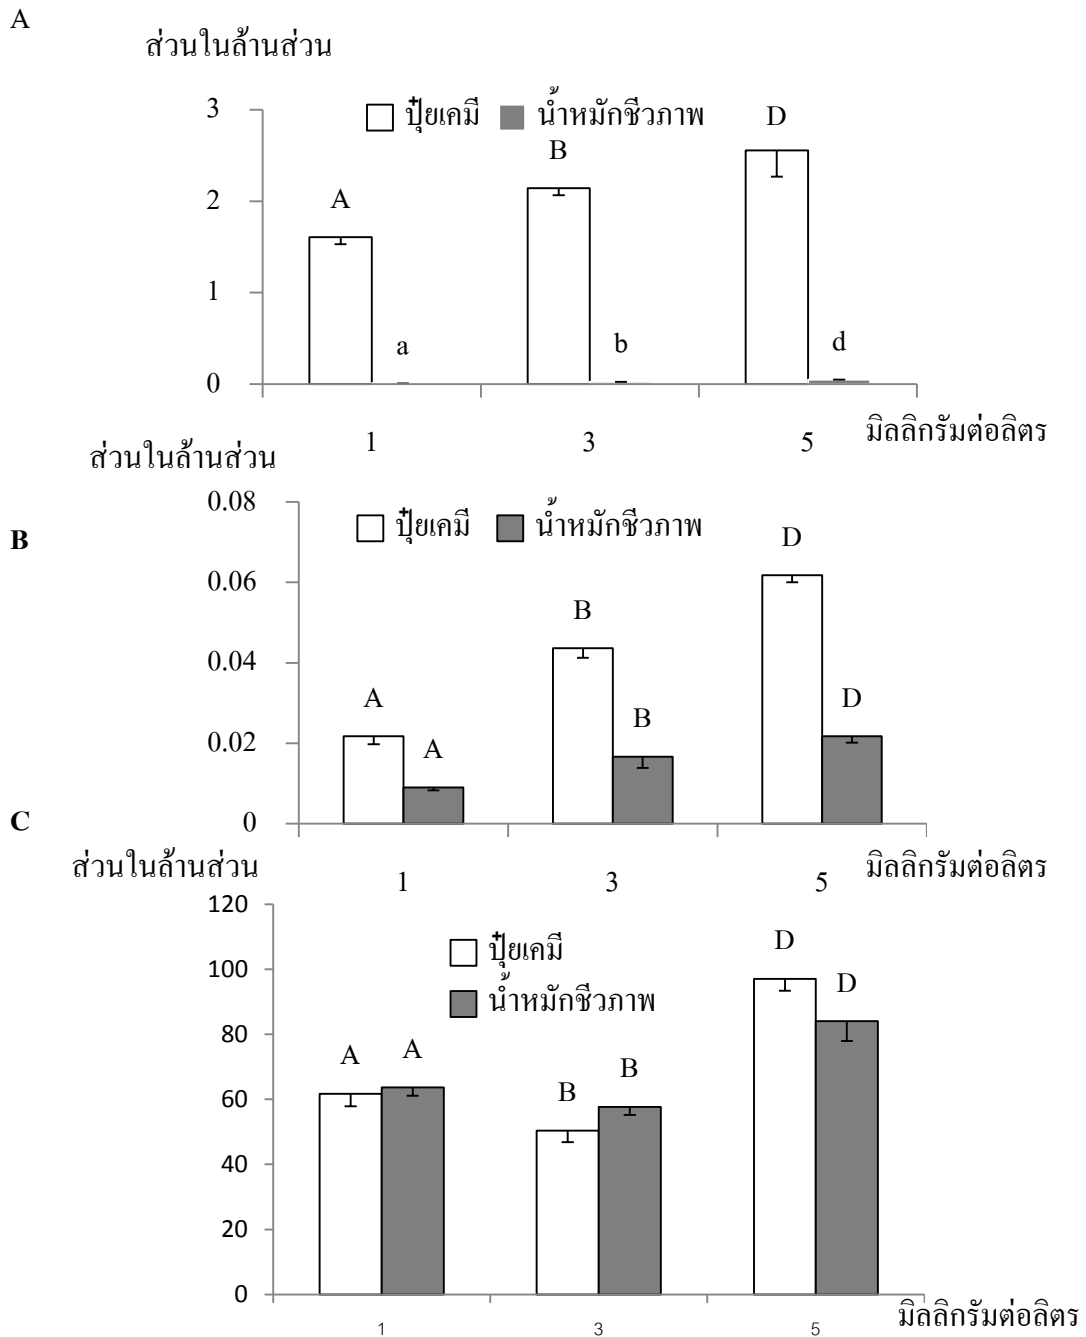 A
ส่วนในล้านส่วน
3
ปุ๋ยเคมี น้ำหมักชีวภาพ
D
B
2
A
1
a b d
0
1 3 5 มิลลิกรัมต่อลิตร
ส่วนในล้านส่วน
0.08
ปุ๋ยเคมี น้ำหมักชีวภาพ
B
D
0.06
B
0.04
A
B
D
0.02
A
0
C
ส่วนในล้านส่วน
1 3 5 มิลลิกรัมต่อลิตร
120
ปุ๋ยเคมี
D
100
D
น้ำหมักชีวภาพ
80
A A
B
B
60
40
20
0
1 3 5 มิลลิกรัมต่อลิตร